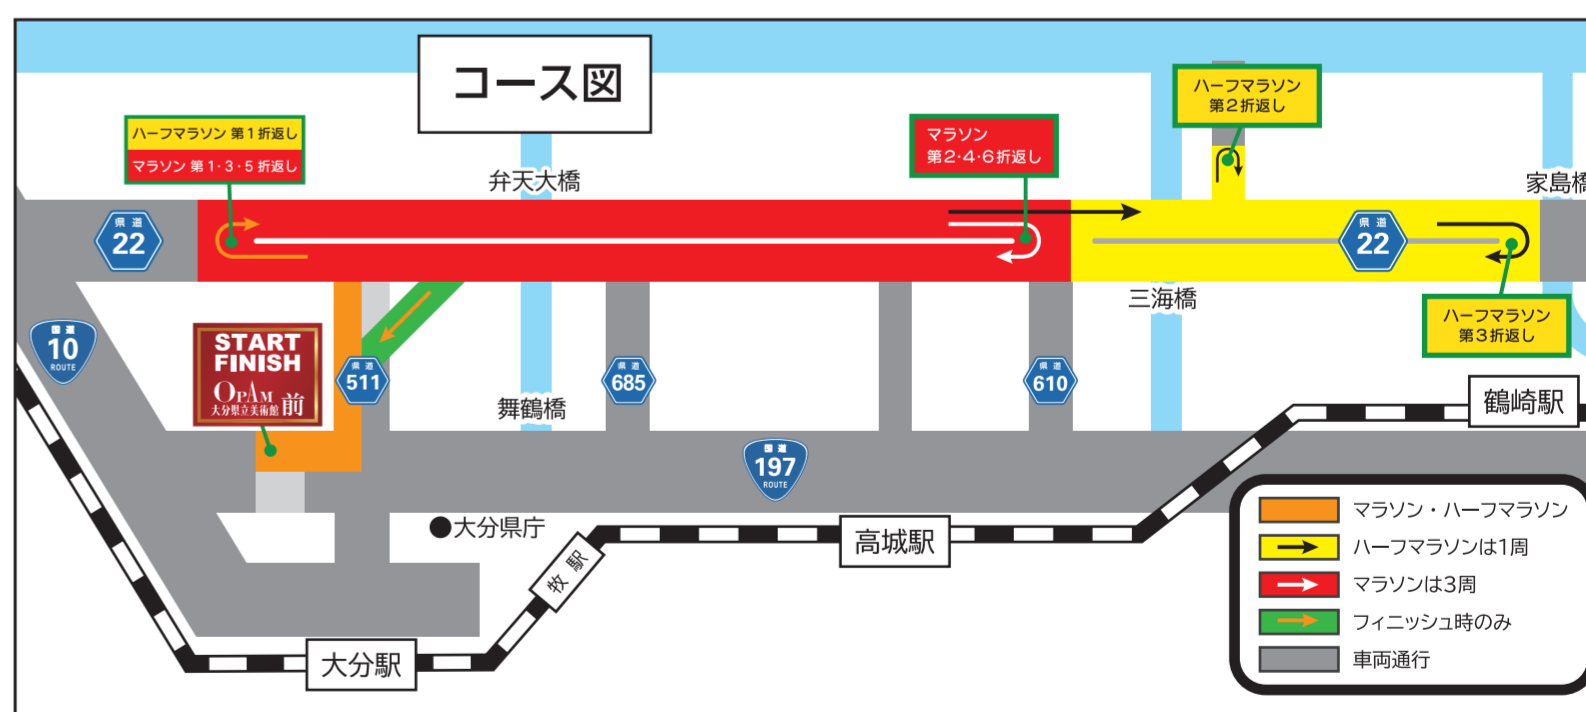 コース図
ハーフマラソン 第1折返し
マラソン 第1・3・5折返し
マラソン
第2・4・6折返し
ハーフマラソン
第2折返し
弁天大橋
家島橋
県道
22
県道
22
三海橋
ハーフマラソン
第3折返し
国道
10
ROUTE
START
FINISH
OPAM
大分県立美術館 前
県道
511
県道
685
県道
610
舞鶴橋
鶴崎駅
国道
197
ROUTE
●大分県庁
牧駅
高城駅
大分駅
マラソン・ハーフマラソン
ハーフマラソンは1周
マラソンは3周
フィニッシュ時のみ
車両通行